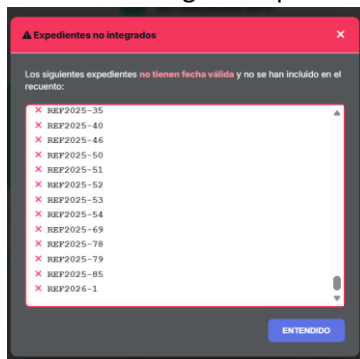 Expedientes no integrados
Los siguientes expedientes no tienen fecha válida y no se han incluido en el
recuento:
REF2025-35
REF2025-40
REF2025-46
REF2025-50
REF2025-51
REF2025-52
REF2025-53
REF2025-54
REF2025-69
REF2025-78
REF2025-79
REF2025-85
REF2026-1
ENTENDIDO